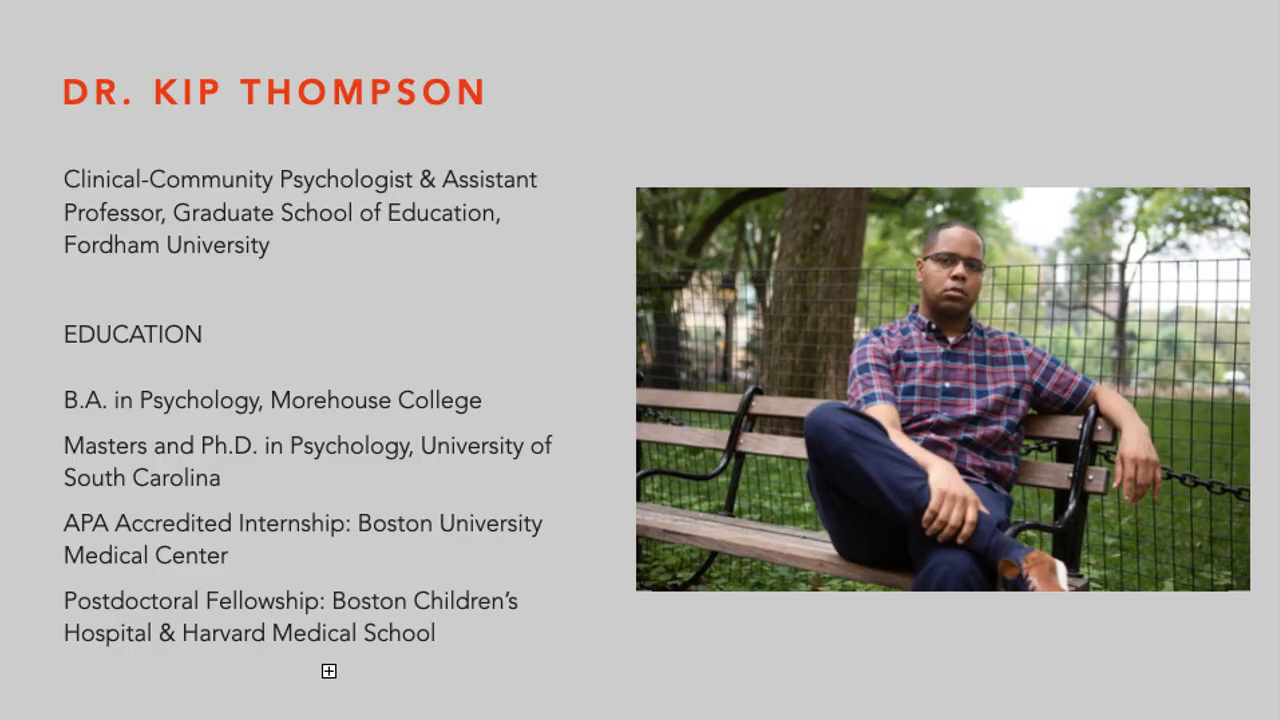 DR. KIP THOMPSON
Clinical-Community Psychologist & Assistant
Professor, Graduate School of Education,
Fordham University
EDUCATION
B.A. in Psychology, Morehouse College
Masters and Ph.D. in Psychology, University of
South Carolina
APA Accredited Internship: Boston University
Medical Center
Postdoctoral Fellowship: Boston Children’s
Hospital & Harvard Medical School